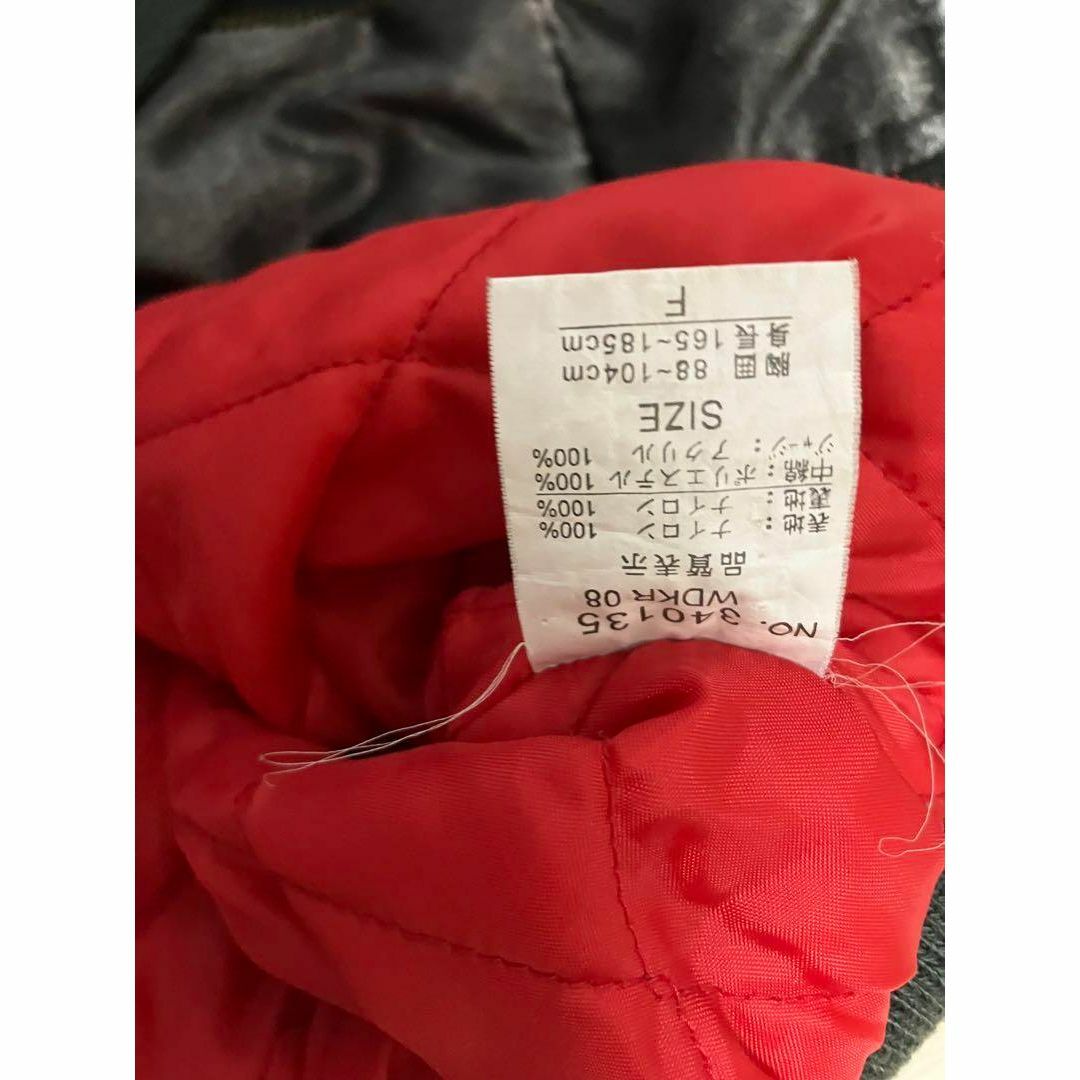 NO. 340135
WDKR 08
品質表示
表地: ナイロン 100%
表地: ナイロン 100%
中綿: ポリエステル 100%
ジャージ: アクリル 100%
SIZE
胸囲 88~104cm
身長 165~185cm
F